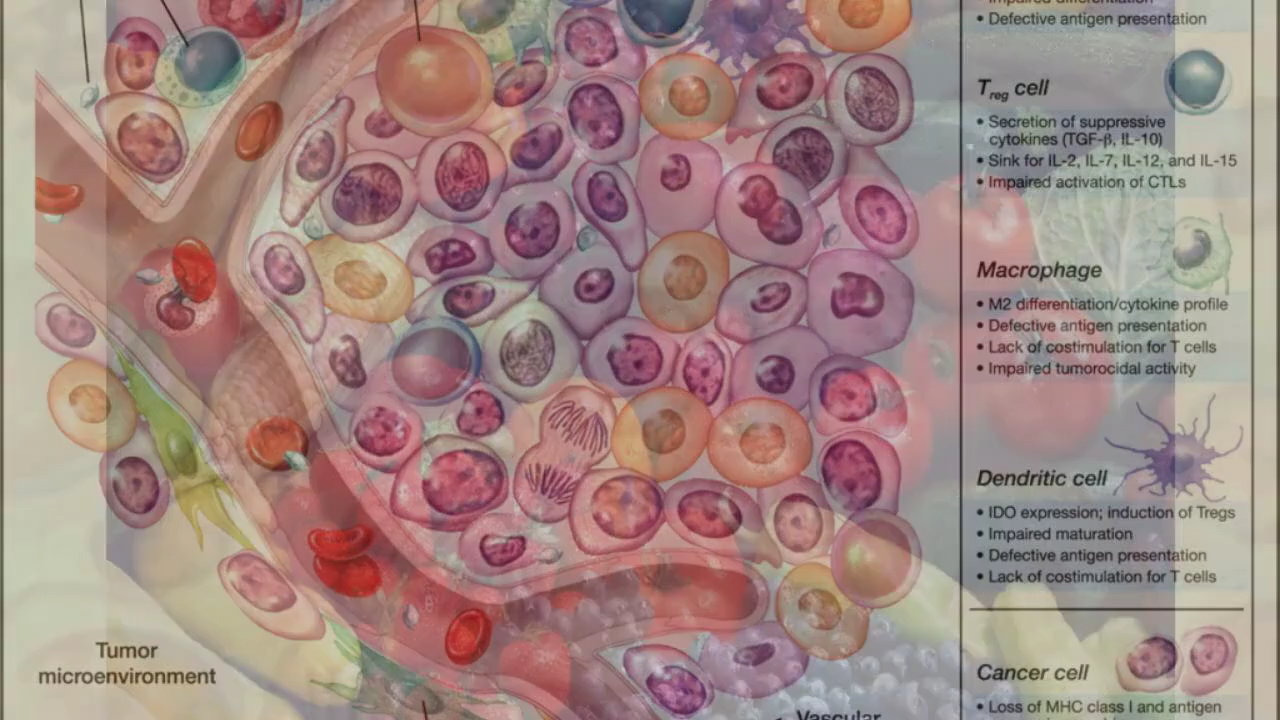 Impaired differentiation
• Defective antigen presentation
Treg cell
• Secretion of suppressive
cytokines (TGF-β, IL-10)
• Sink for IL-2, IL-7, IL-12, and IL-15
• Impaired activation of CTLs
Macrophage
• M2 differentiation/cytokine profile
• Defective antigen presentation
• Lack of costimulation for T cells
• Impaired tumorocidal activity
Dendritic cell
• IDO expression; induction of Tregs
• Impaired maturation
• Defective antigen presentation
• Lack of costimulation for T cells
Tumor
microenvironment
Cancer cell
• Loss of MHC class I and antigen
Vascular